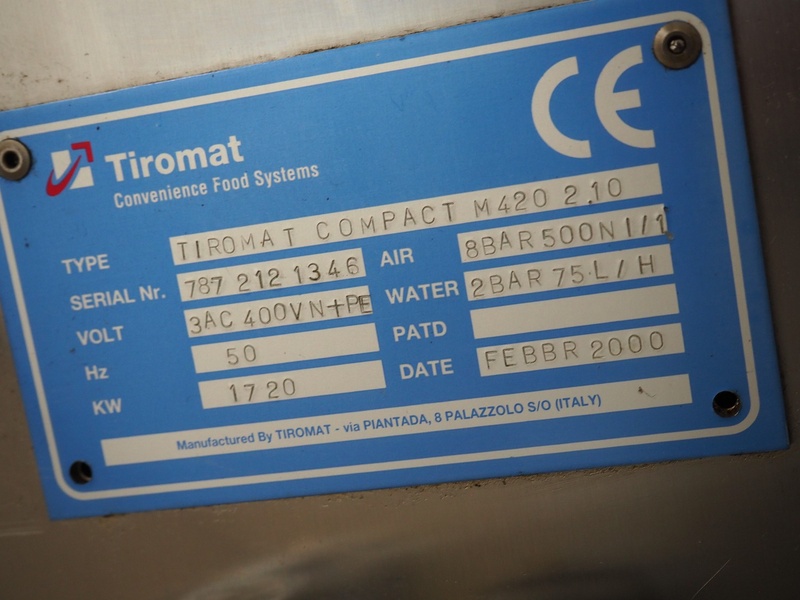 CE
Tiromat
Convenience Food Systems
TYPE TIROMAT COMPACT M420 2.10
SERIAL Nr. 787 212 1346 AIR 8BAR 500N1/1
VOLT 3AC 400VN+PE WATER 2BAR 75.L/H
Hz 50 PATD
KW 17 20 DATE FEBBR 2000
Manufactured By TIROMAT - via PIANTADA, 8 PALAZZOLO S/O (ITALY)